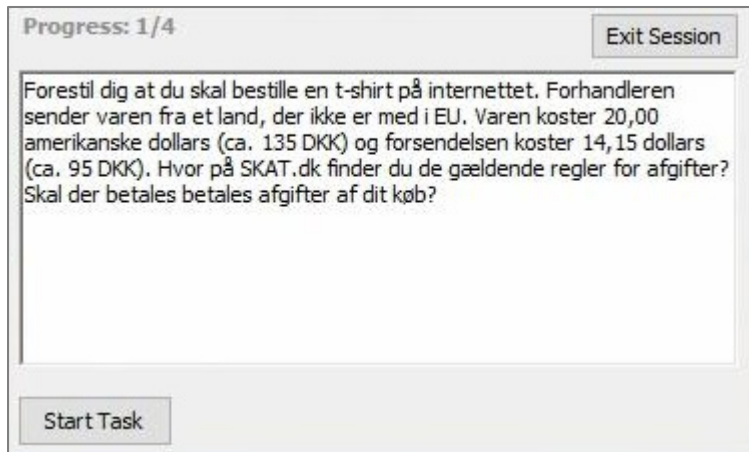 Progress: 1/4
Exit Session
Forestil dig at du skal bestille en t-shirt på internettet. Forhandleren
sender varen fra et land, der ikke er med i EU. Varen koster 20,00
amerikanske dollars (ca. 135 DKK) og forsendelsen koster 14,15 dollars
(ca. 95 DKK). Hvor på SKAT.dk finder du de gældende regler for afgifter?
Skal der betales betales afgifter af dit køb?
Start Task